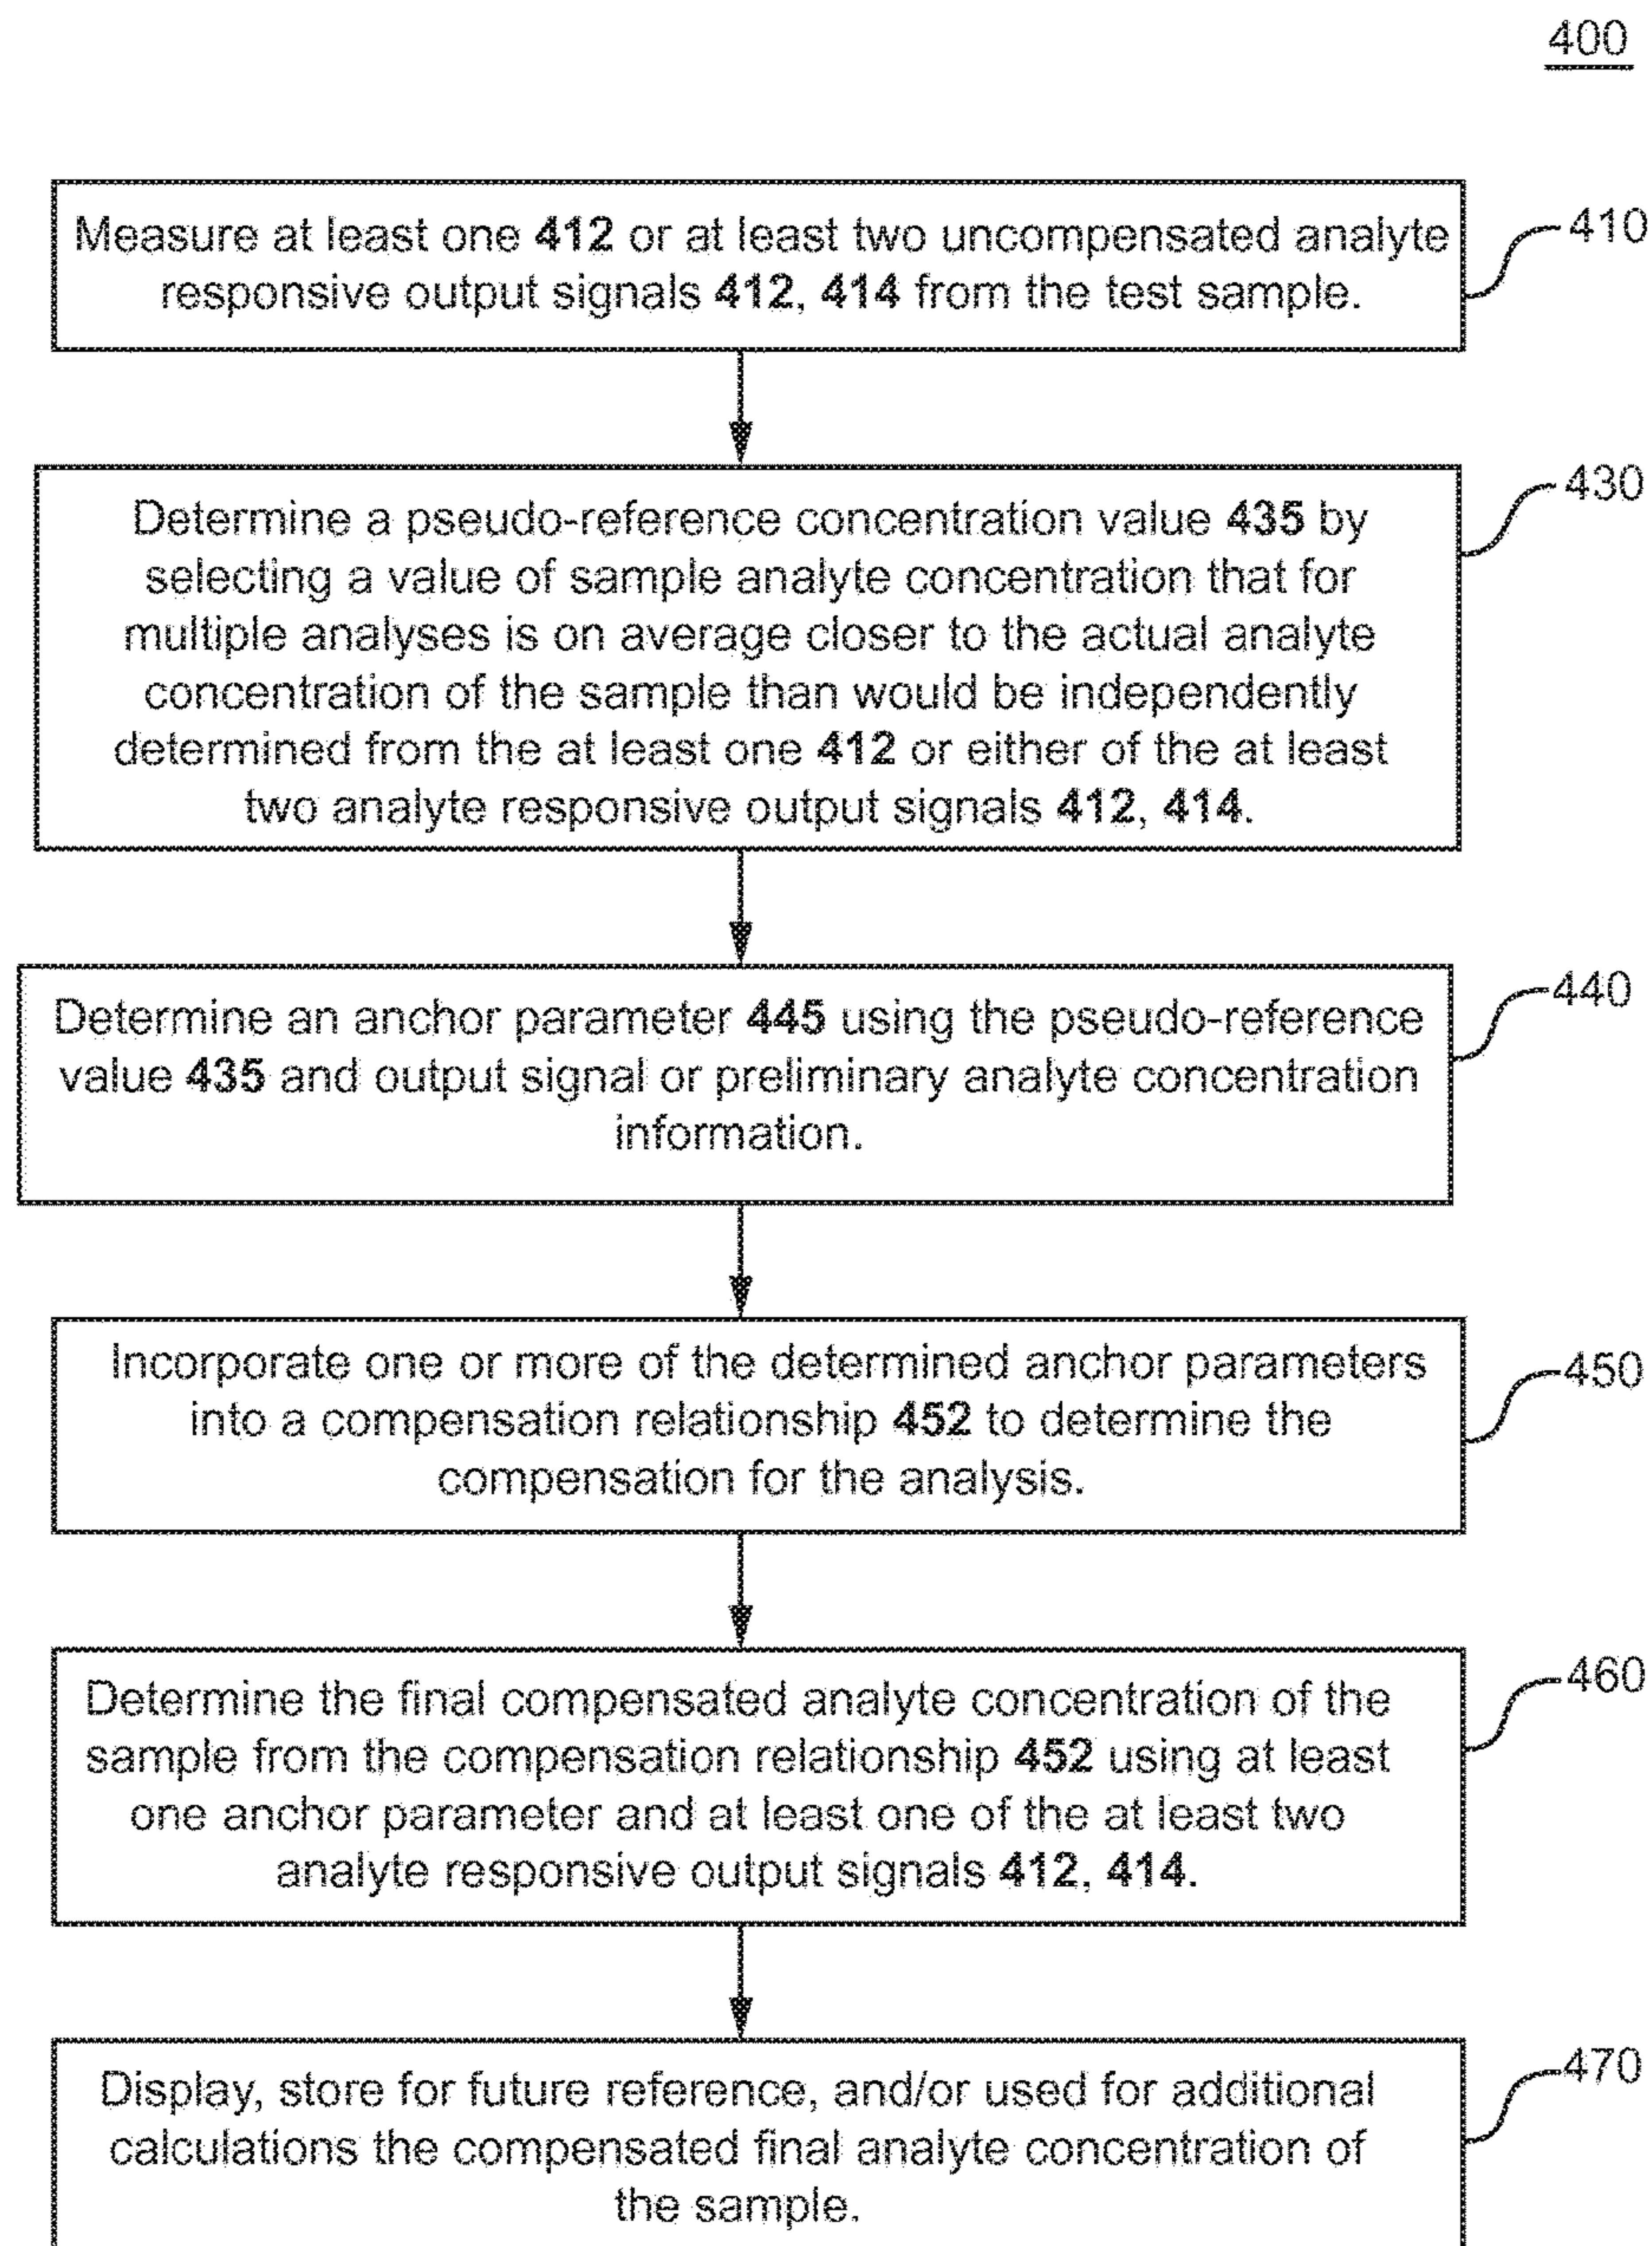 400
Measure at least one 412 or at least two uncompensated analyte
responsive output signals 412, 414 from the test sample.
410
Determine a pseudo-reference concentration value 435 by
selecting a value of sample analyte concentration that for
multiple analyses is on average closer to the actual analyte
concentration of the sample than would be independently
determined from the at least one 412 or either of the at least
two analyte responsive output signals 412, 414.
430
Determine an anchor parameter 445 using the pseudo-reference
value 435 and output signal or preliminary analyte concentration
information.
440
Incorporate one or more of the determined anchor parameters
into a compensation relationship 452 to determine the
compensation for the analysis.
450
Determine the final compensated analyte concentration of the
sample from the compensation relationship 452 using at least
one anchor parameter and at least one of the at least two
analyte responsive output signals 412, 414.
460
Display, store for future reference, and/or used for additional
calculations the compensated final analyte concentration of
the sample.
470